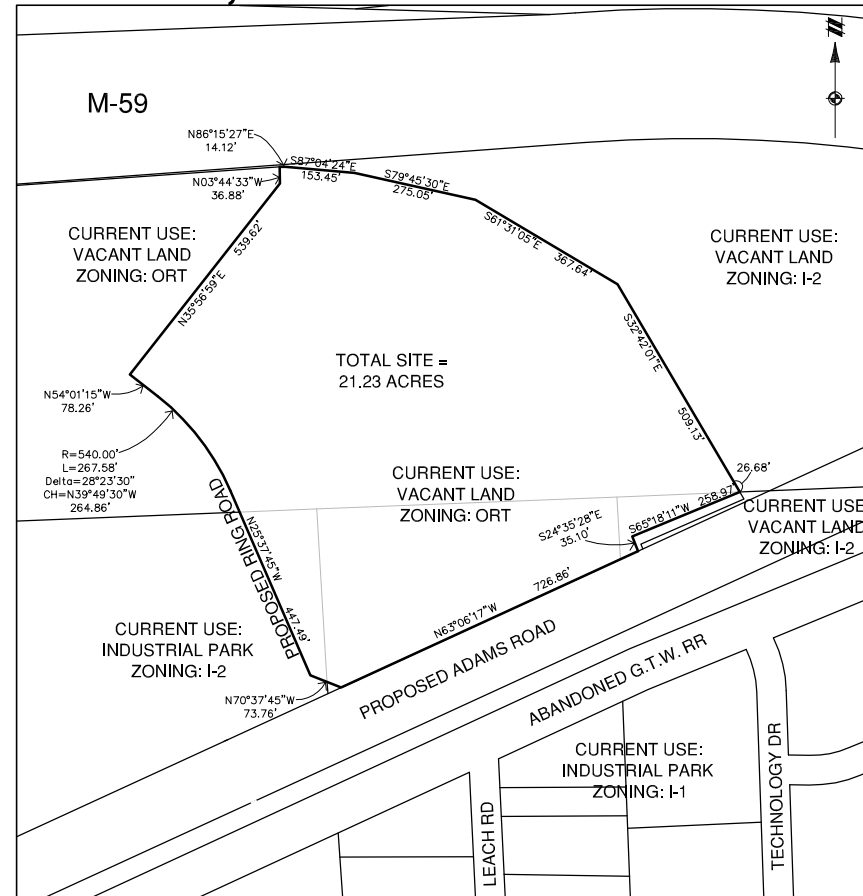 N
M-59
N86°15'27"E
14.12'
S87°04'24"E
153.45'
N03°44'33"W
36.88'
S79°45'30"E
275.05'
S61°31'05"E
367.64'
CURRENT USE:
VACANT LAND
ZONING: ORT
539.62'
N35°56'59"E
CURRENT USE:
VACANT LAND
ZONING: I-2
S32°42'01"E
509.13'
TOTAL SITE =
21.23 ACRES
N54°01'15"W
78.26'
R=540.00'
L=267.58'
Delta=28°23'30"
CH=N39°49'30"W
264.86'
CURRENT USE:
VACANT LAND
ZONING: ORT
26.68'
S65°18'11"W
258.97'
CURRENT USE
VACANT LAND
ZONING: I-2
S24°35'28"E
35.10'
PROPOSED RING ROAD
N25°37'45"W
447.49'
726.86'
N63°06'17"W
CURRENT USE:
INDUSTRIAL PARK
ZONING: I-2
N70°37'45"W
73.76'
PROPOSED ADAMS ROAD
ABANDONED G.T.W. RR
CURRENT USE:
INDUSTRIAL PARK
ZONING: I-1
LEACH RD
TECHNOLOGY DR